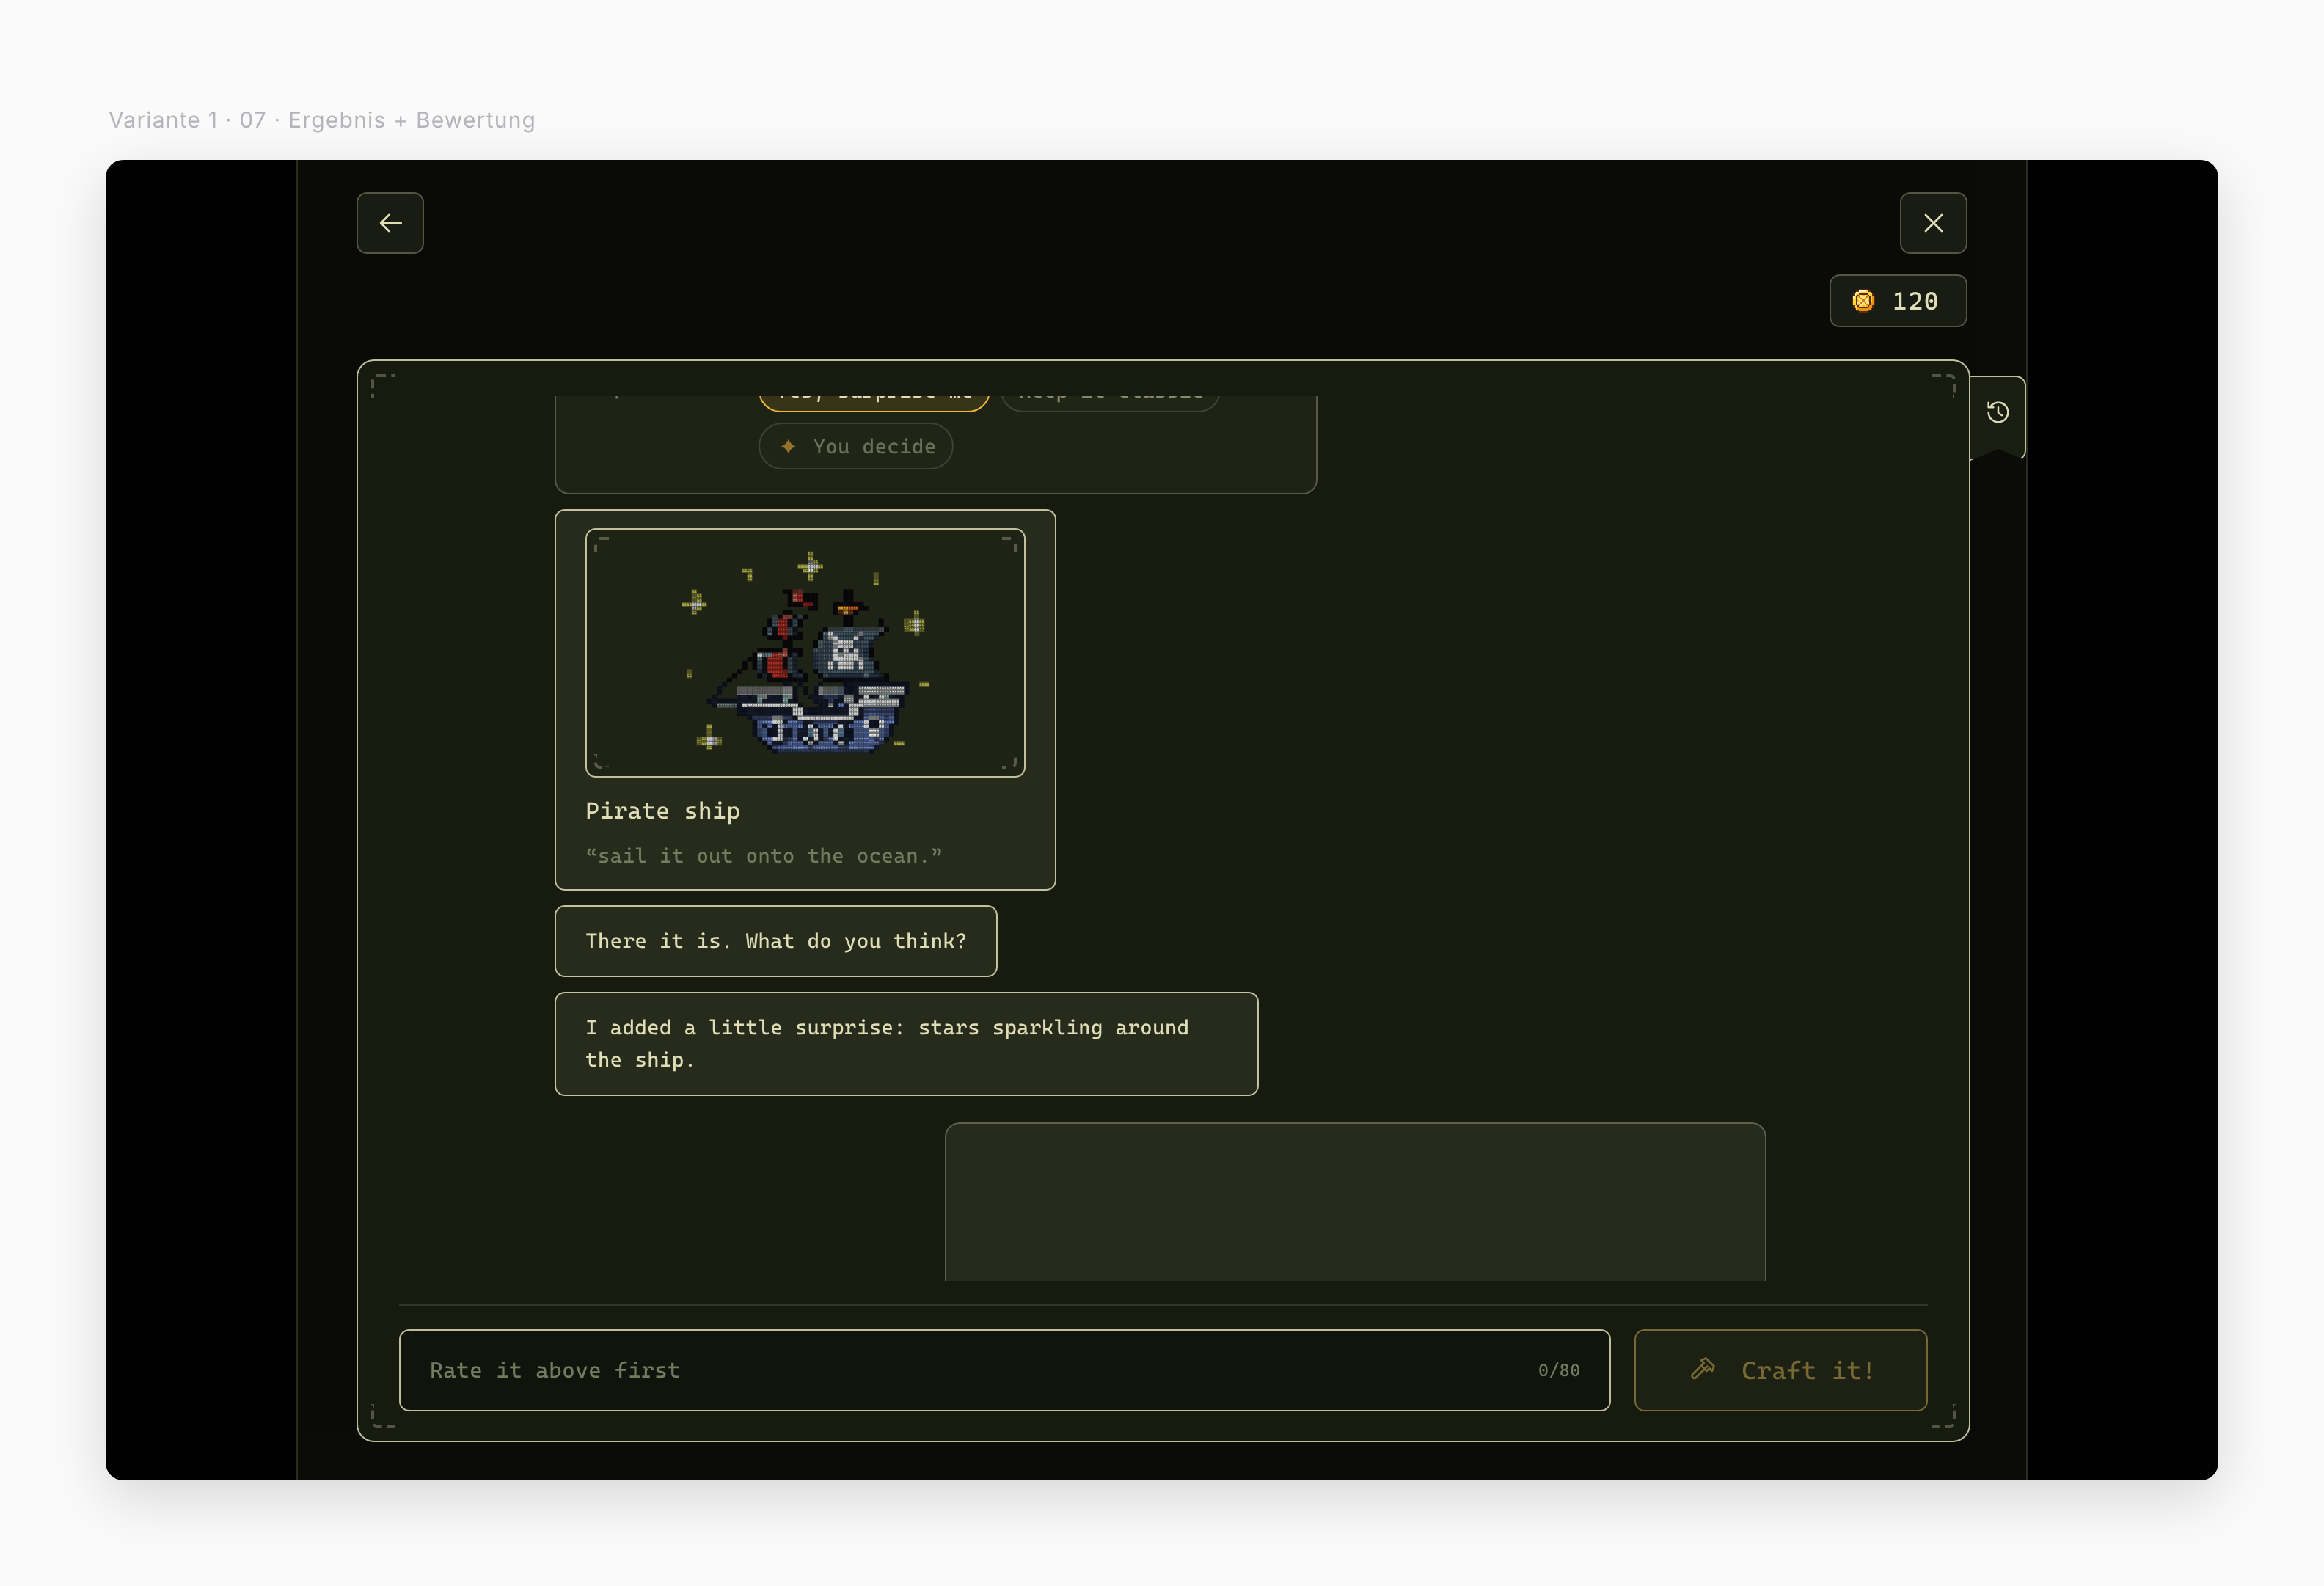 Variante 1 · 07 · Ergebnis + Bewertung
120
You decide
Pirate ship
“sail it out onto the ocean.”
There it is. What do you think?
I added a little surprise: stars sparkling around
the ship.
Rate it above first
0/80
Craft it!